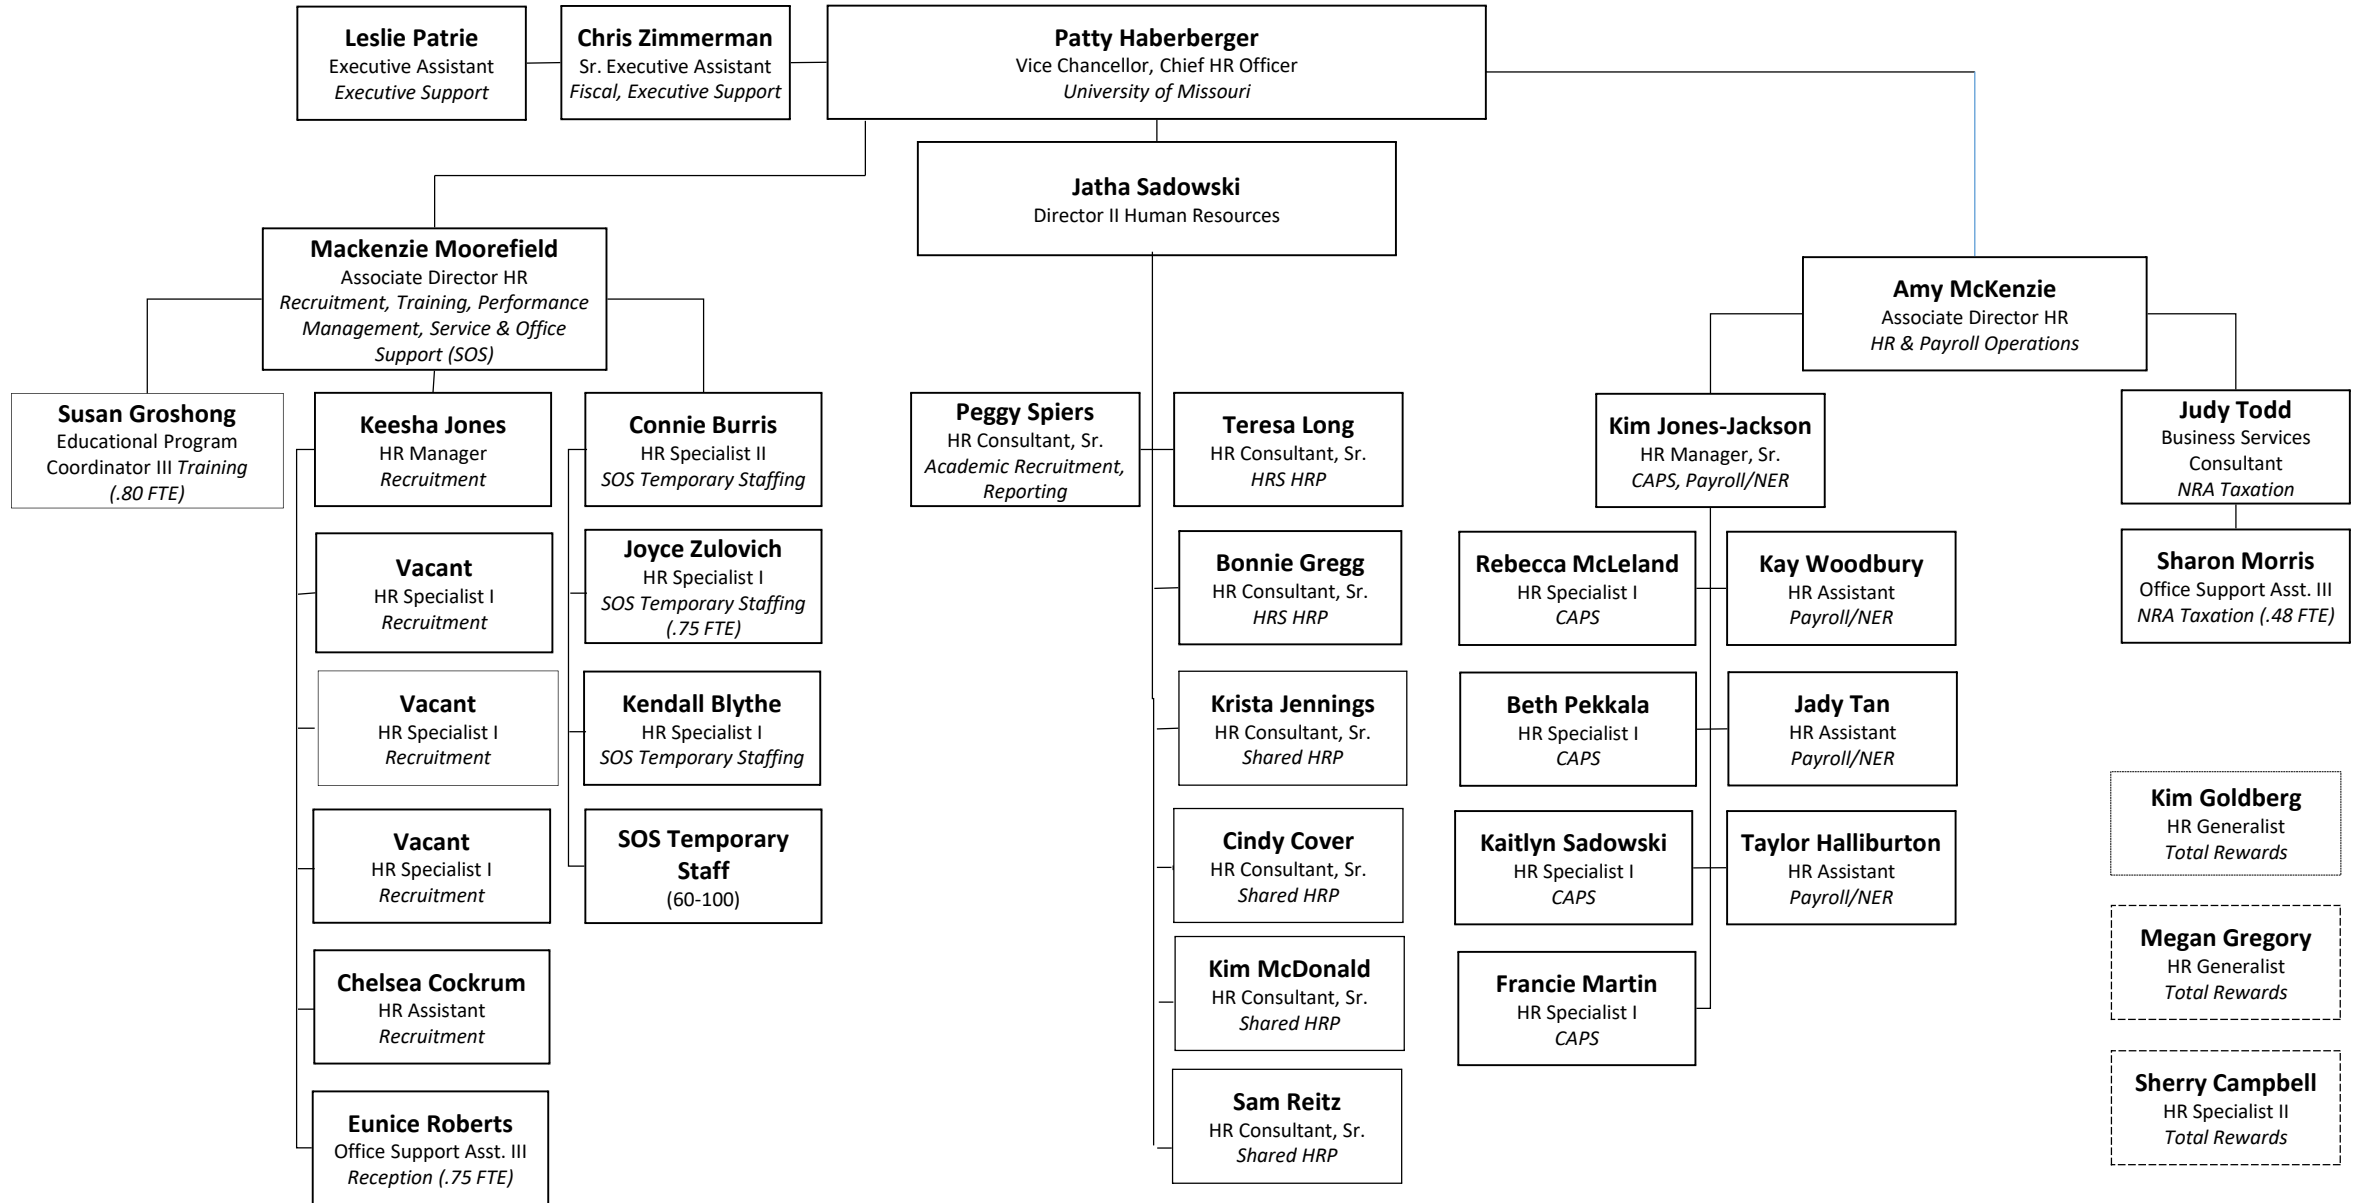 Leslie Patrie
Executive Assistant
Executive Support
Chris Zimmerman
Sr. Executive Assistant
Fiscal, Executive Support
Patty Haberberger
Vice Chancellor, Chief HR Officer
University of Missouri
Jatha Sadowski
Director II Human Resources
Mackenzie Moorefield
Associate Director HR
Recruitment, Training, Performance
Management, Service & Office
Support (SOS)
Amy McKenzie
Associate Director HR
HR & Payroll Operations
Susan Groshong
Educational Program
Coordinator III Training
(.80 FTE)
Keesha Jones
HR Manager
Recruitment
Vacant
HR Specialist I
Recruitment
Vacant
HR Specialist I
Recruitment
Vacant
HR Specialist I
Recruitment
Chelsea Cockrum
HR Assistant
Recruitment
Eunice Roberts
Office Support Asst. III
Reception (.75 FTE)
Connie Burris
HR Specialist II
SOS Temporary Staffing
Joyce Zulovich
HR Specialist I
SOS Temporary Staffing
(.75 FTE)
Kendall Blythe
HR Specialist I
SOS Temporary Staffing
SOS Temporary
Staff
(60-100)
Peggy Spiers
HR Consultant, Sr.
Academic Recruitment,
Reporting
Teresa Long
HR Consultant, Sr.
HRS HRP
Bonnie Gregg
HR Consultant, Sr.
HRS HRP
Krista Jennings
HR Consultant, Sr.
Shared HRP
Cindy Cover
HR Consultant, Sr.
Shared HRP
Kim McDonald
HR Consultant, Sr.
Shared HRP
Sam Reitz
HR Consultant, Sr.
Shared HRP
Kim Jones-Jackson
HR Manager, Sr.
CAPS, Payroll/NER
Rebecca McLeland
HR Specialist I
CAPS
Kay Woodbury
HR Assistant
Payroll/NER
Beth Pekkala
HR Specialist I
CAPS
Jady Tan
HR Assistant
Payroll/NER
Kaitlyn Sadowski
HR Specialist I
CAPS
Taylor Halliburton
HR Assistant
Payroll/NER
Francie Martin
HR Specialist I
CAPS
Judy Todd
Business Services
Consultant
NRA Taxation
Sharon Morris
Office Support Asst. III
NRA Taxation (.48 FTE)
Kim Goldberg
HR Generalist
Total Rewards
Megan Gregory
HR Generalist
Total Rewards
Sherry Campbell
HR Specialist II
Total Rewards